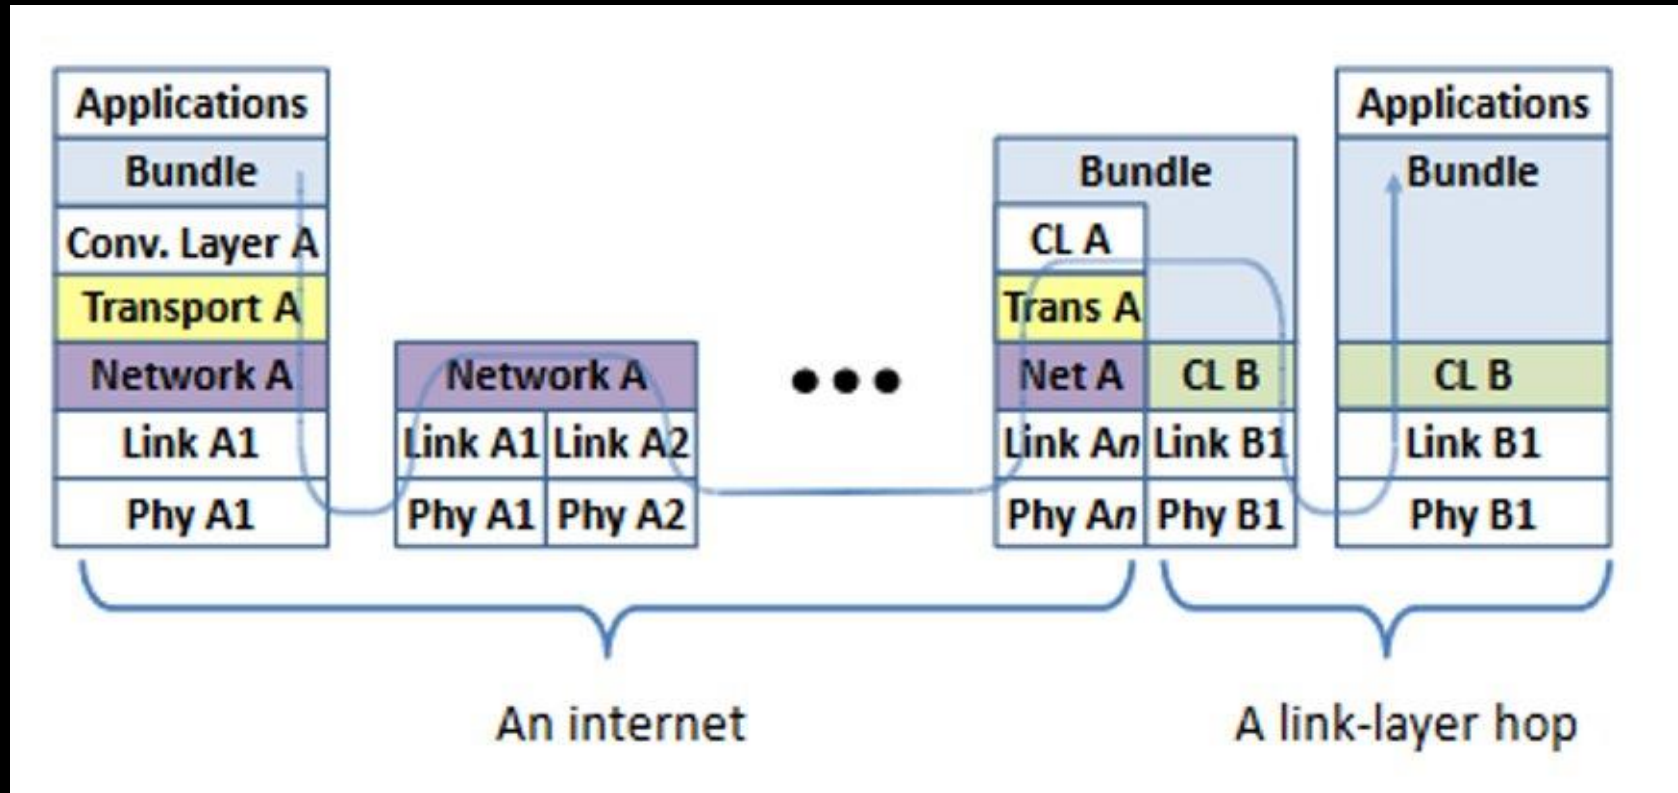 Applications
Bundle
Conv. Layer A
Transport A
Network A
Link A1
Phy A1
Network A
Link A1 Link A2
Phy A1 Phy A2
Bundle
CL A
Trans A
Net A CL B
Link An Link B1
Phy An Phy B1
Applications
Bundle
CL B
Link B1
Phy B1
An internet
A link-layer hop